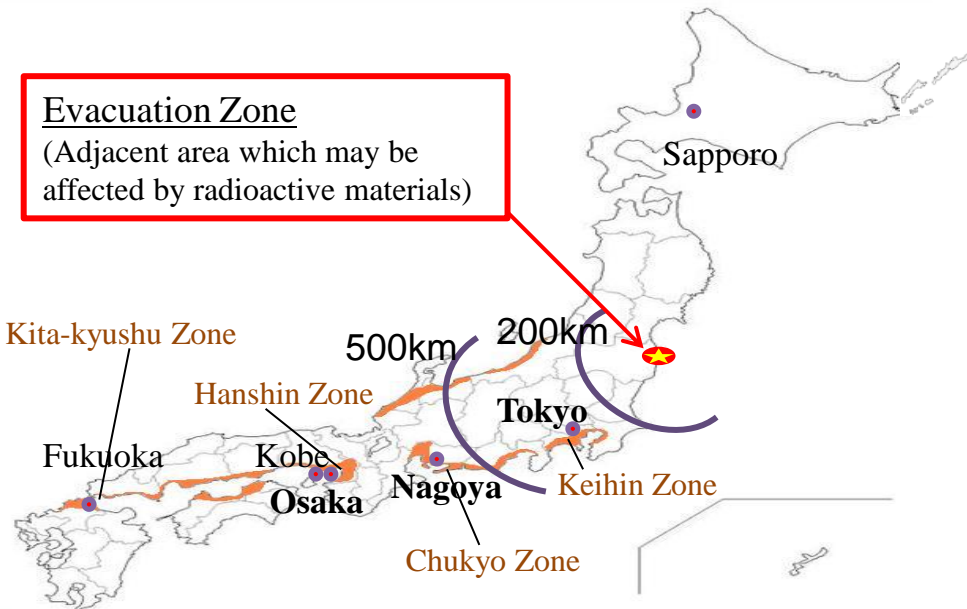 Evacuation Zone
(Adjacent area which may be
affected by radioactive materials)
Sapporo
Kita-kyushu Zone
500km
200km
Hanshin Zone
Tokyo
Fukuoka
Kobe
Osaka
Nagoya
Keihin Zone
Chukyo Zone